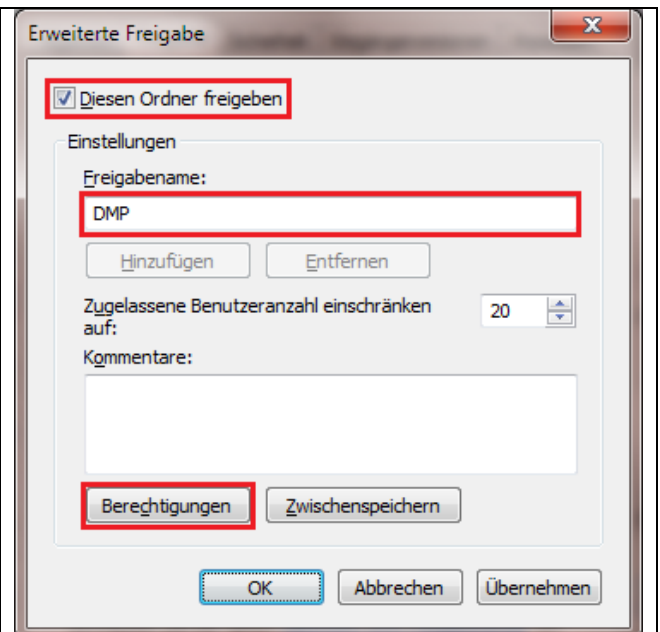 Erweiterte Freigabe
Diesen Ordner freigeben
Einstellungen
Freigabename:
DMP
Hinzufügen Entfernen
Zugelassene Benutzeranzahl einschränken 20
auf:
Kommentare:
Berechtigungen Zwischenspeichern
OK Abbrechen Übernehmen